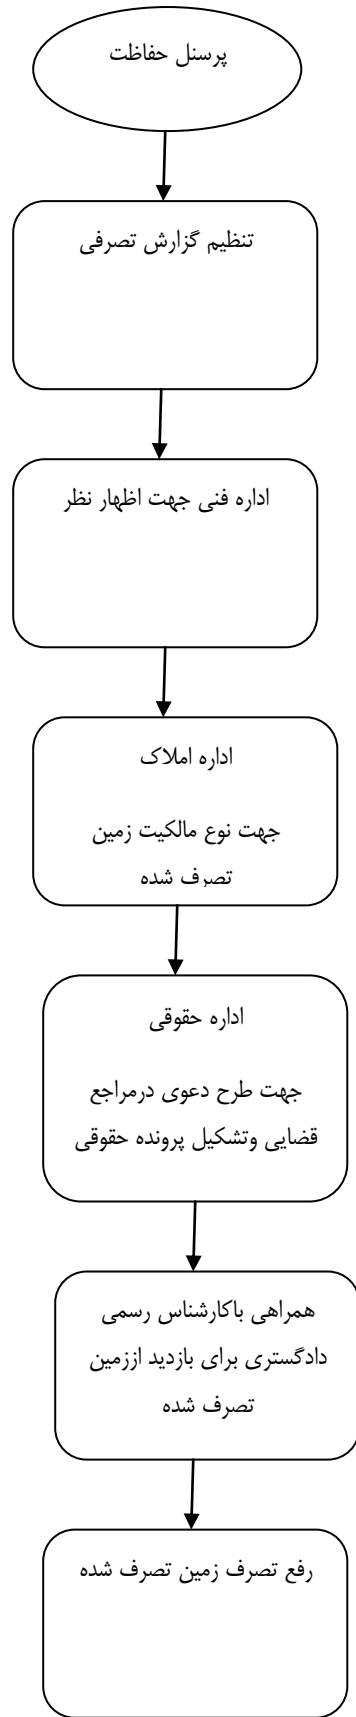 پرسنل حفاظت
تنظیم گزارش تصرفی
اداره فنی جهت اظهار نظر
اداره املاک
جهت نوع مالکیت زمین
تصرف شده
اداره حقوقی
جهت طرح دعوی درمراجع
قضایی وتشکیل پرونده حقوقی
همراهی باکارشناس رسمی
دادگستری برای بازدید اززمین
تصرف شده
رفع تصرف زمین تصرف شده